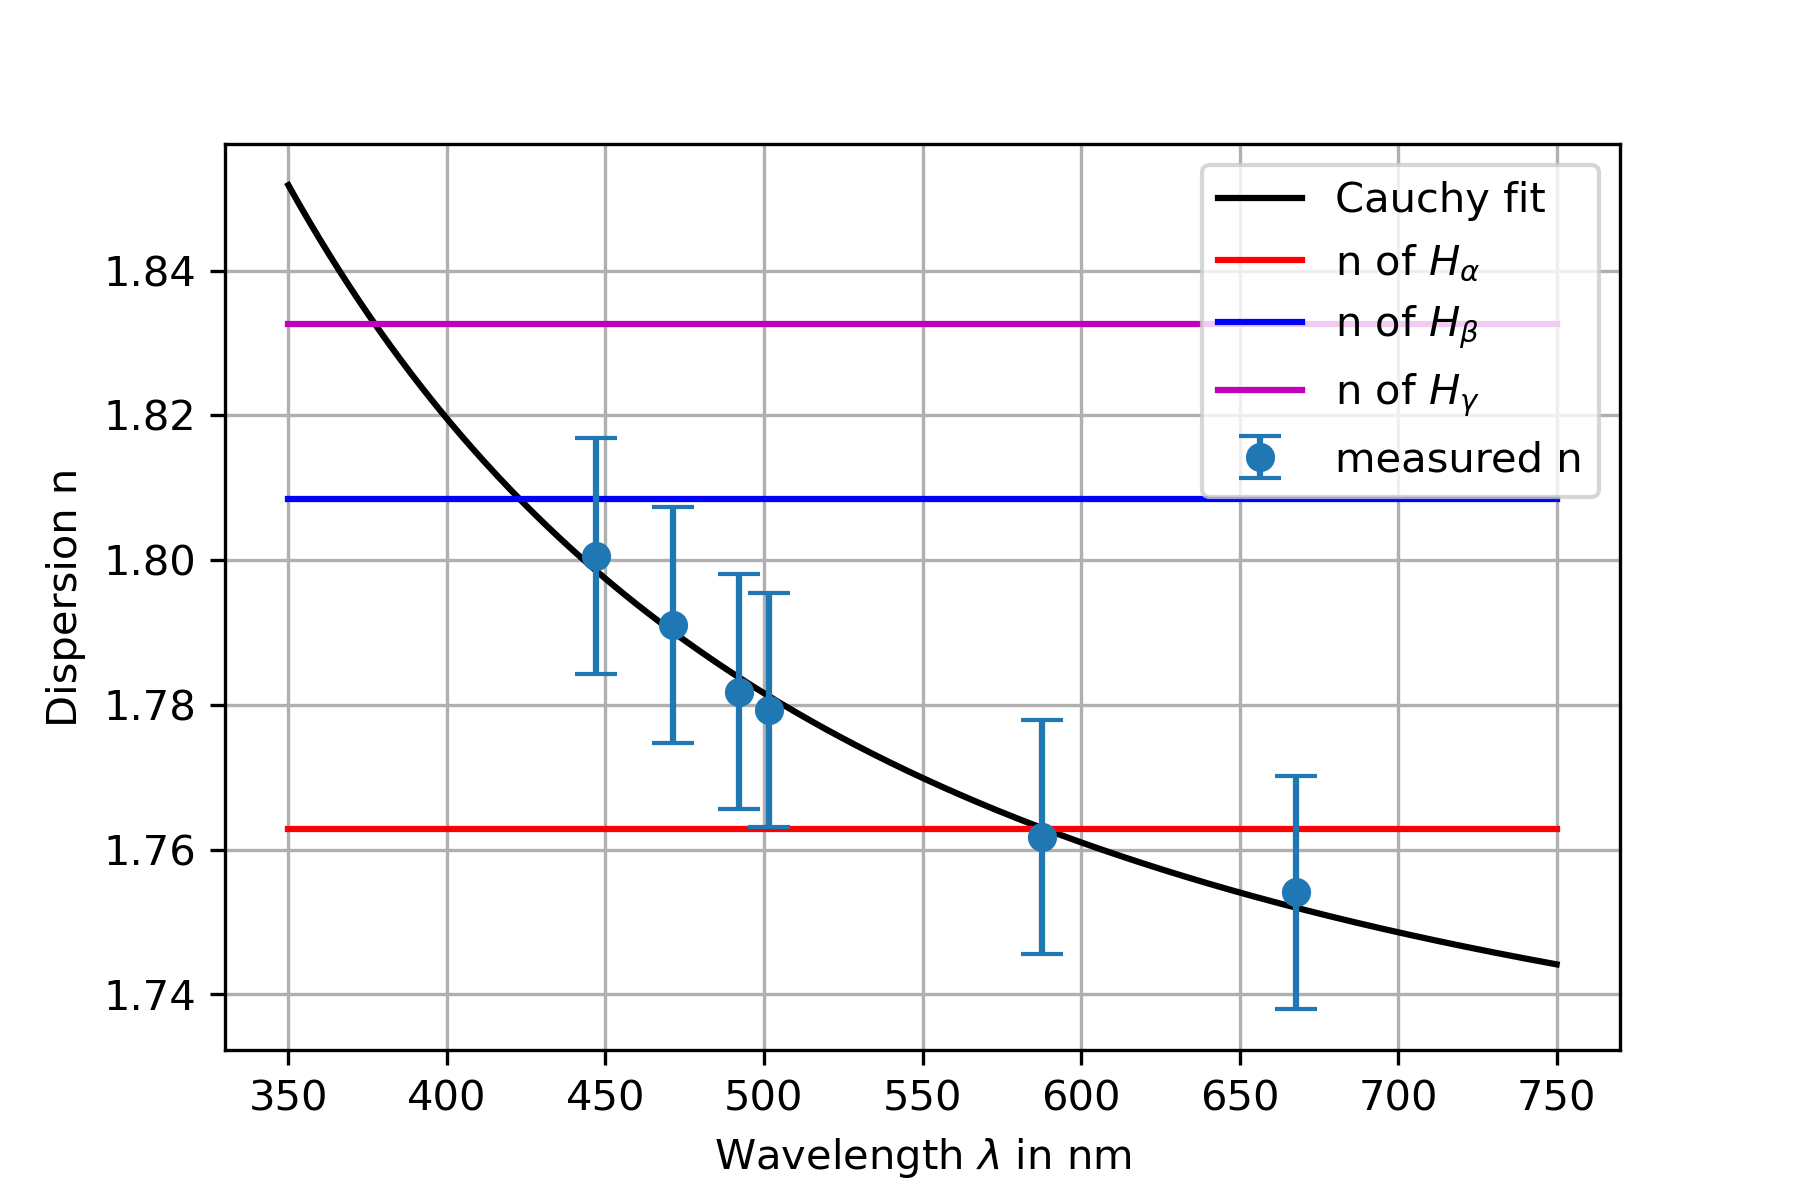 Cauchy fit
n of Hα
n of Hβ
n of Hγ
measured n
1.84
1.82
1.80
1.78
1.76
1.74
Dispersion n
350 400 450 500 550 600 650 700 750
Wavelength λ in nm